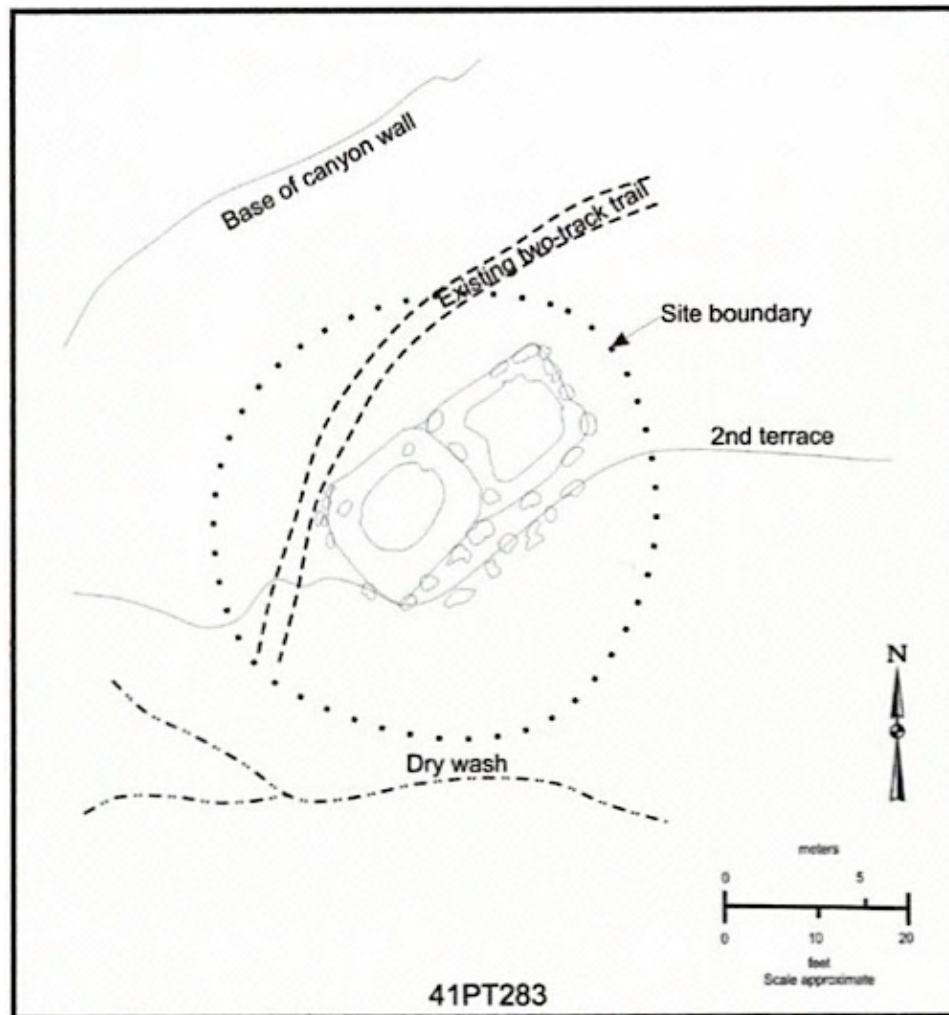 Base of canyon wall
Existing two-track trail
Site boundary
2nd terrace
N
Dry wash
meters
0 5
0 10 20
feet
Scale approximate
41PT283